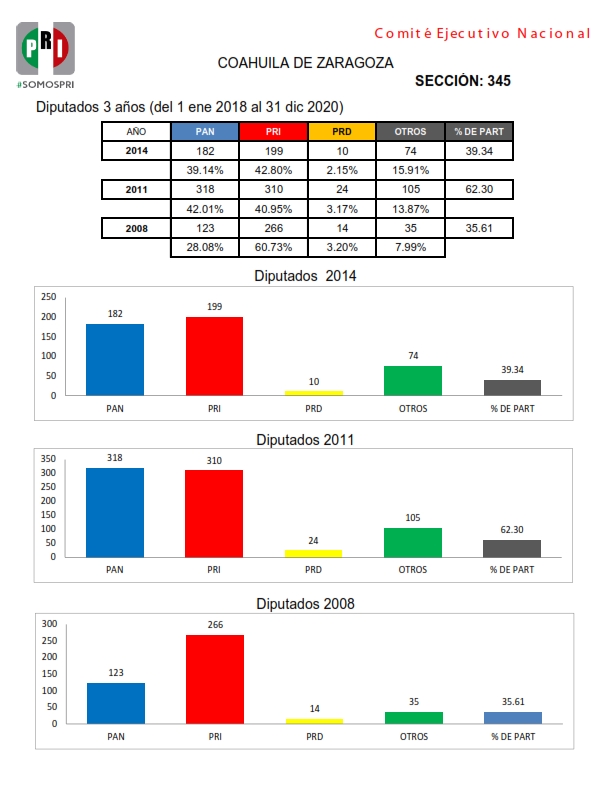 Comité Ejecutivo Nacional
PRI
#SOMOSPRI
COAHUILA DE ZARAGOZA
SECCIÓN: 345
Diputados 3 años (del 1 ene 2018 al 31 dic 2020)
AÑO PAN PRI PRD OTROS % DE PART
2014 182 199 10 74 39.34
39.14% 42.80% 2.15% 15.91%
2011 318 310 24 105 62.30
42.01% 40.95% 3.17% 13.87%
2008 123 266 14 35 35.61
28.08% 60.73% 3.20% 7.99%
Diputados 2014
250
200
150
100
50
0
182 199 10 74 39.34
PAN PRI PRD OTROS % DE PART
Diputados 2011
350
300
250
200
150
100
50
0
318 310 24 105 62.30
PAN PRI PRD OTROS % DE PART
Diputados 2008
300
250
200
150
100
50
0
123 266 14 35 35.61
PAN PRI PRD OTROS % DE PART